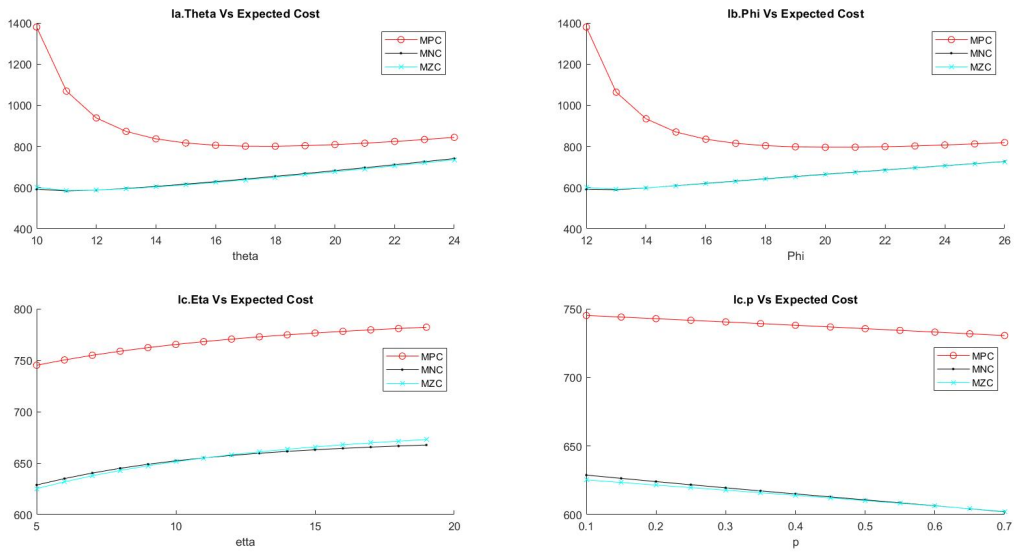 Ia.Theta Vs Expected Cost
1400
1200
1000
800
600
400
10 12 14 16 18 20 22 24
theta
MPC
MNC
MZC
Ib.Phi Vs Expected Cost
1400
1200
1000
800
600
400
12 14 16 18 20 22 24 26
Phi
MPC
MNC
MZC
Ic.Eta Vs Expected Cost
800
750
700
650
600
5 10 15 20
etta
MPC
MNC
MZC
Ic.p Vs Expected Cost
750
700
650
600
0.1 0.2 0.3 0.4 0.5 0.6 0.7
p
MPC
MNC
MZC